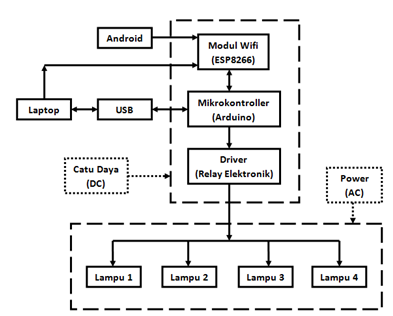 Android
Modul Wifi
(ESP8266)
Laptop
USB
Mikrokontroller
(Arduino)
Catu Daya
(DC)
Driver
(Relay Elektronik)
Power
(AC)
Lampu 1
Lampu 2
Lampu 3
Lampu 4